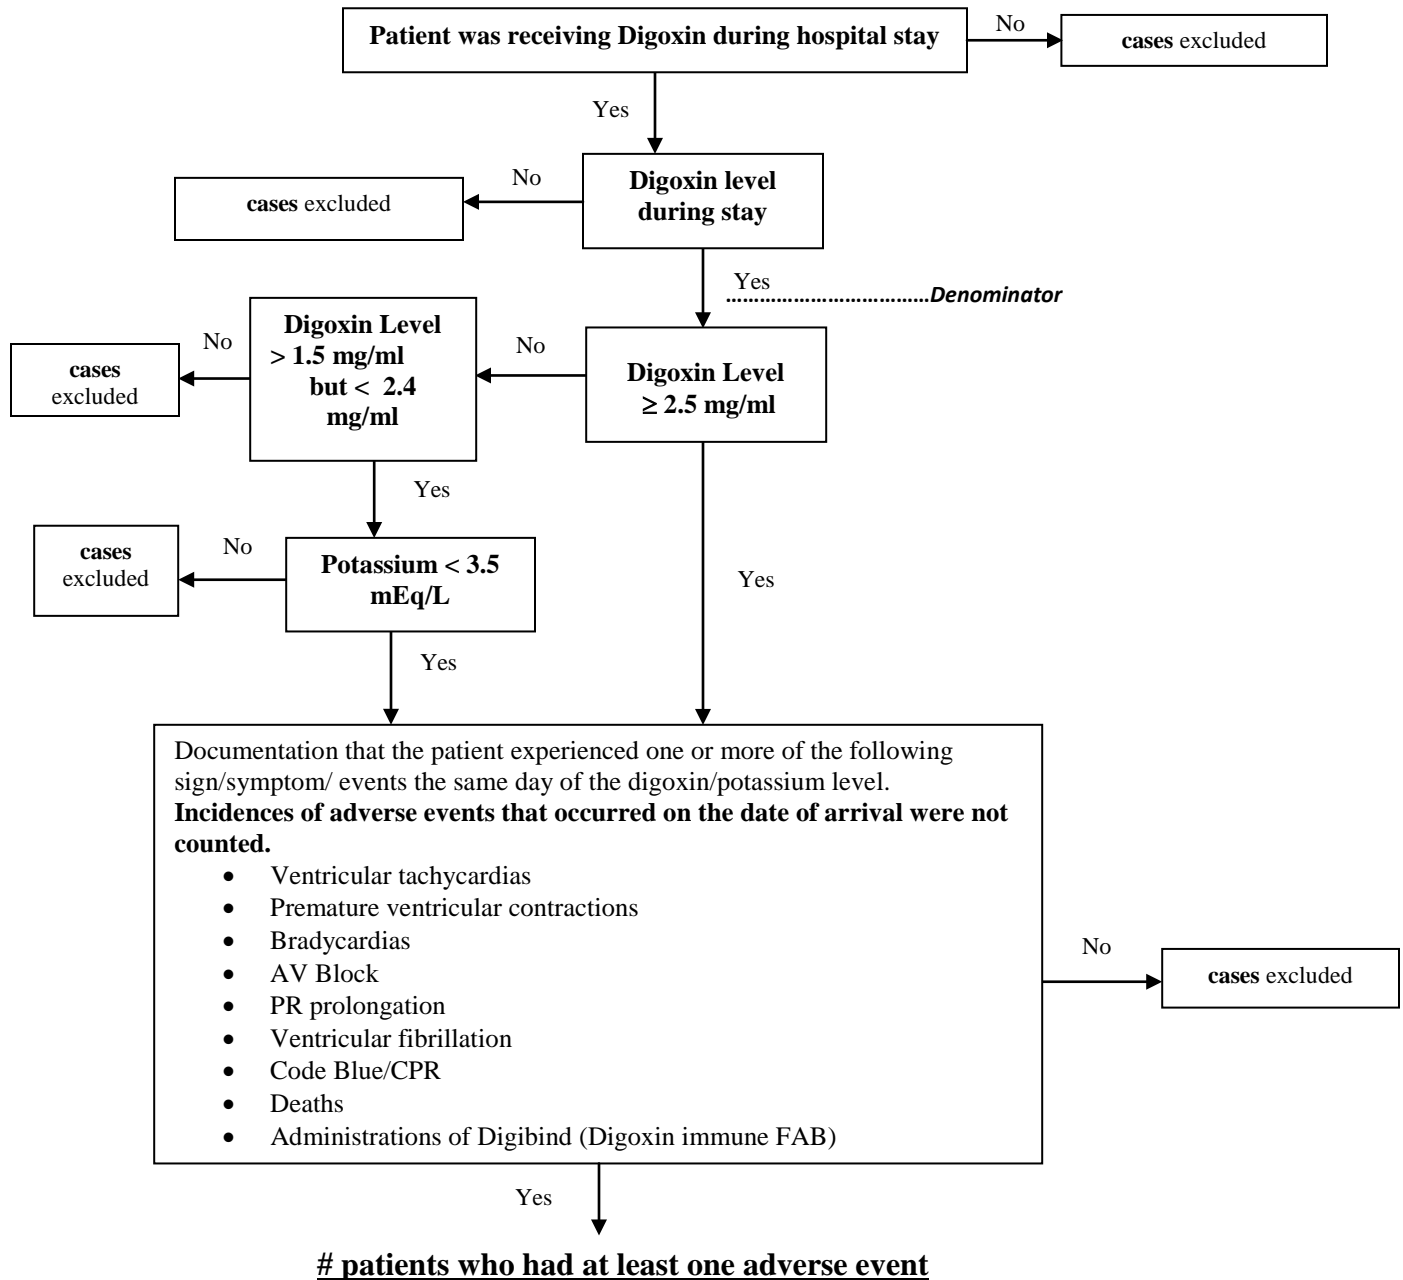 Patient was receiving Digoxin during hospital stay
No
cases excluded
Yes
No
Digoxin level
during stay
cases excluded
Yes
……………………………….Denominator
Digoxin Level
> 1.5 mg/ml
but < 2.4
mg/ml
No
No
cases
excluded
Digoxin Level
≥ 2.5 mg/ml
Yes
cases
excluded
No
Potassium < 3.5
mEq/L
Yes
Yes
Documentation that the patient experienced one or more of the following
sign/symptom/ events the same day of the digoxin/potassium level.
Incidences of adverse events that occurred on the date of arrival were not
counted.
• Ventricular tachycardias
• Premature ventricular contractions
• Bradycardias
• AV Block
• PR prolongation
• Ventricular fibrillation
• Code Blue/CPR
• Deaths
• Administrations of Digibind (Digoxin immune FAB)
No
cases excluded
Yes
# patients who had at least one adverse event